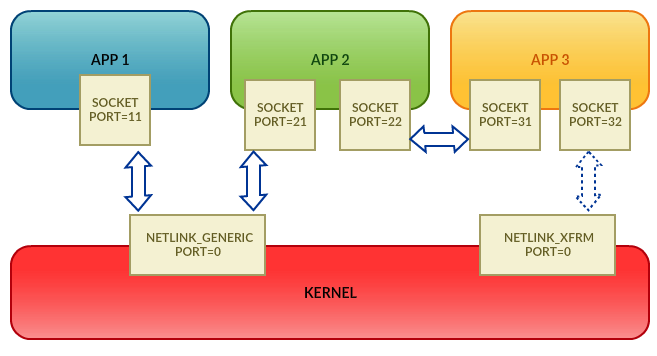 APP 1
APP 2
APP 3
SOCKET
PORT=11
SOCKET
PORT=21
SOCKET
PORT=22
SOCEKT
PORT=31
SOCKET
PORT=32
NETLINK_GENERIC
PORT=0
NETLINK_XFRM
PORT=0
KERNEL